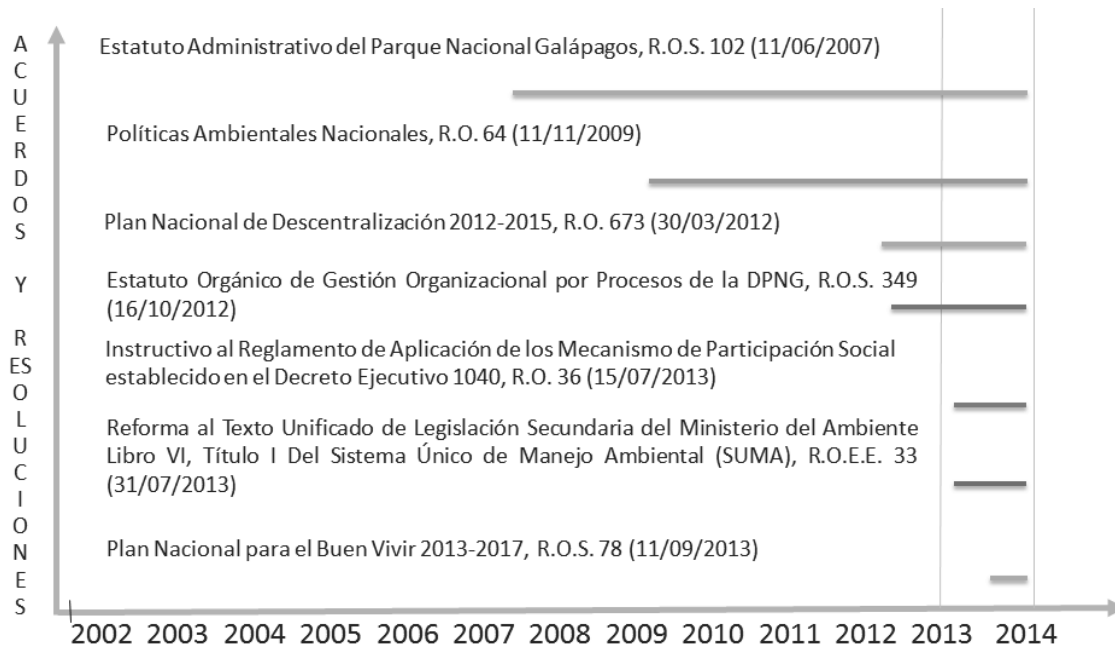 ACUERDOS Y RESOLUCIONES
Estatuto Administrativo del Parque Nacional Galápagos, R.O.S. 102 (11/06/2007)
Políticas Ambientales Nacionales, R.O. 64 (11/11/2009)
Plan Nacional de Descentralización 2012-2015, R.O. 673 (30/03/2012)
Estatuto Orgánico de Gestión Organizacional por Procesos de la DPNG, R.O.S. 349
(16/10/2012)
Instructivo al Reglamento de Aplicación de los Mecanismo de Participación Social
establecido en el Decreto Ejecutivo 1040, R.O. 36 (15/07/2013)
Reforma al Texto Unificado de Legislación Secundaria del Ministerio del Ambiente
Libro VI, Título I Del Sistema Único de Manejo Ambiental (SUMA), R.O.E.E. 33
(31/07/2013)
Plan Nacional para el Buen Vivir 2013-2017, R.O.S. 78 (11/09/2013)
2002 2003 2004 2005 2006 2007 2008 2009 2010 2011 2012 2013 2014